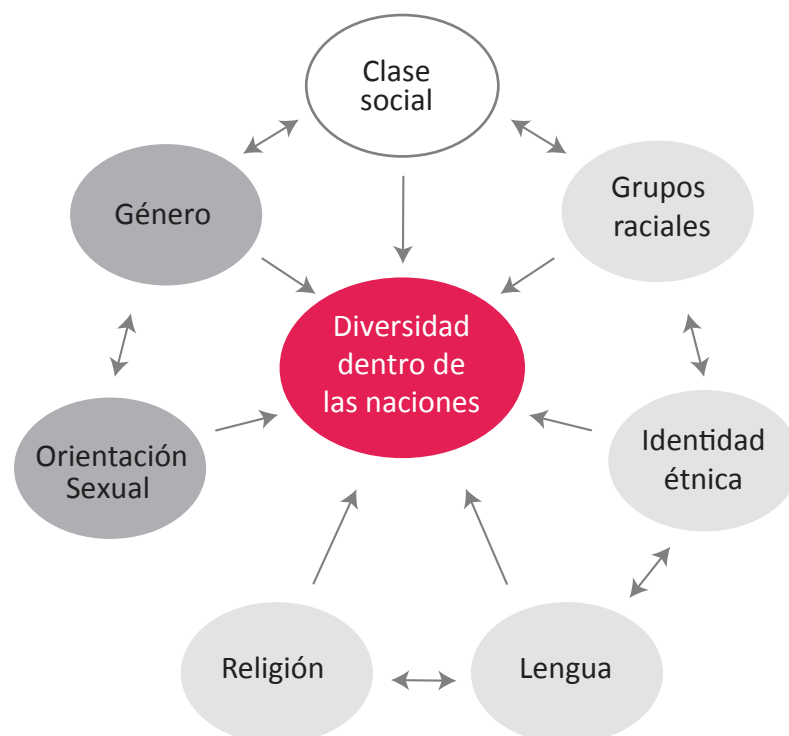 Clase
social
Género
Grupos
raciales
Diversidad
dentro de
las naciones
Orientación
Sexual
Identidad
étnica
Religión
Lengua